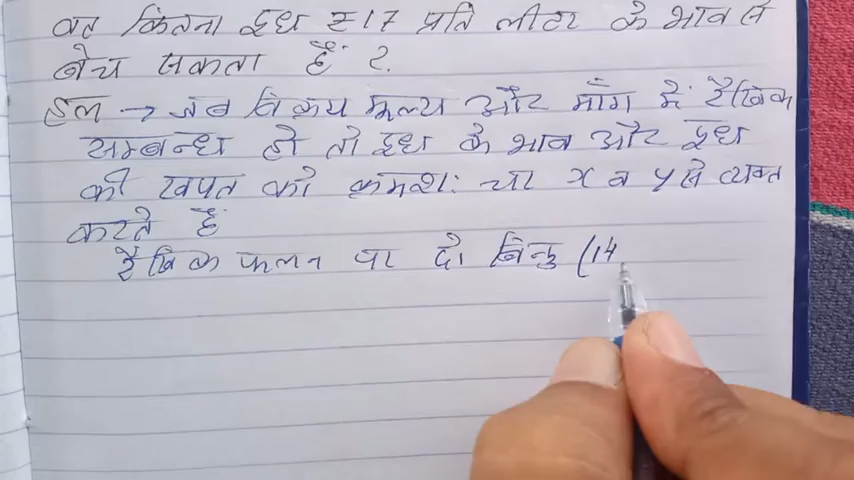 वह कितना दूध ₹17 प्रति लीटर के भाव से
बेच सकता है ?
हल → जब विक्रय मूल्य और माँग में रैखिक
सम्बन्ध हो तो दूध के भाव और दूध
की खपत को क्रमश: चर x व y से व्यक्त
करते हैं
रैखिक फलन पर दो बिन्दु (14